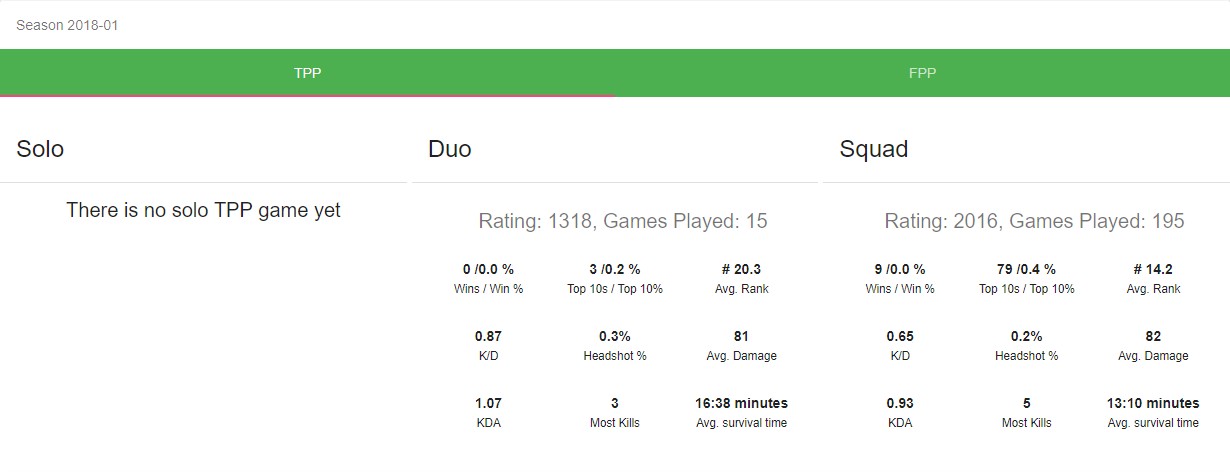 Season 2018-01
TPP
FPP
Solo
There is no solo TPP game yet
Duo
Rating: 1318, Games Played: 15
0 /0.0 %
Wins / Win %
3 /0.2 %
Top 10s / Top 10%
# 20.3
Avg. Rank
0.87
K/D
0.3%
Headshot %
81
Avg. Damage
1.07
KDA
3
Most Kills
16:38 minutes
Avg. survival time
Squad
Rating: 2016, Games Played: 195
9 /0.0 %
Wins / Win %
79 /0.4 %
Top 10s / Top 10%
# 14.2
Avg. Rank
0.65
K/D
0.2%
Headshot %
82
Avg. Damage
0.93
KDA
5
Most Kills
13:10 minutes
Avg. survival time